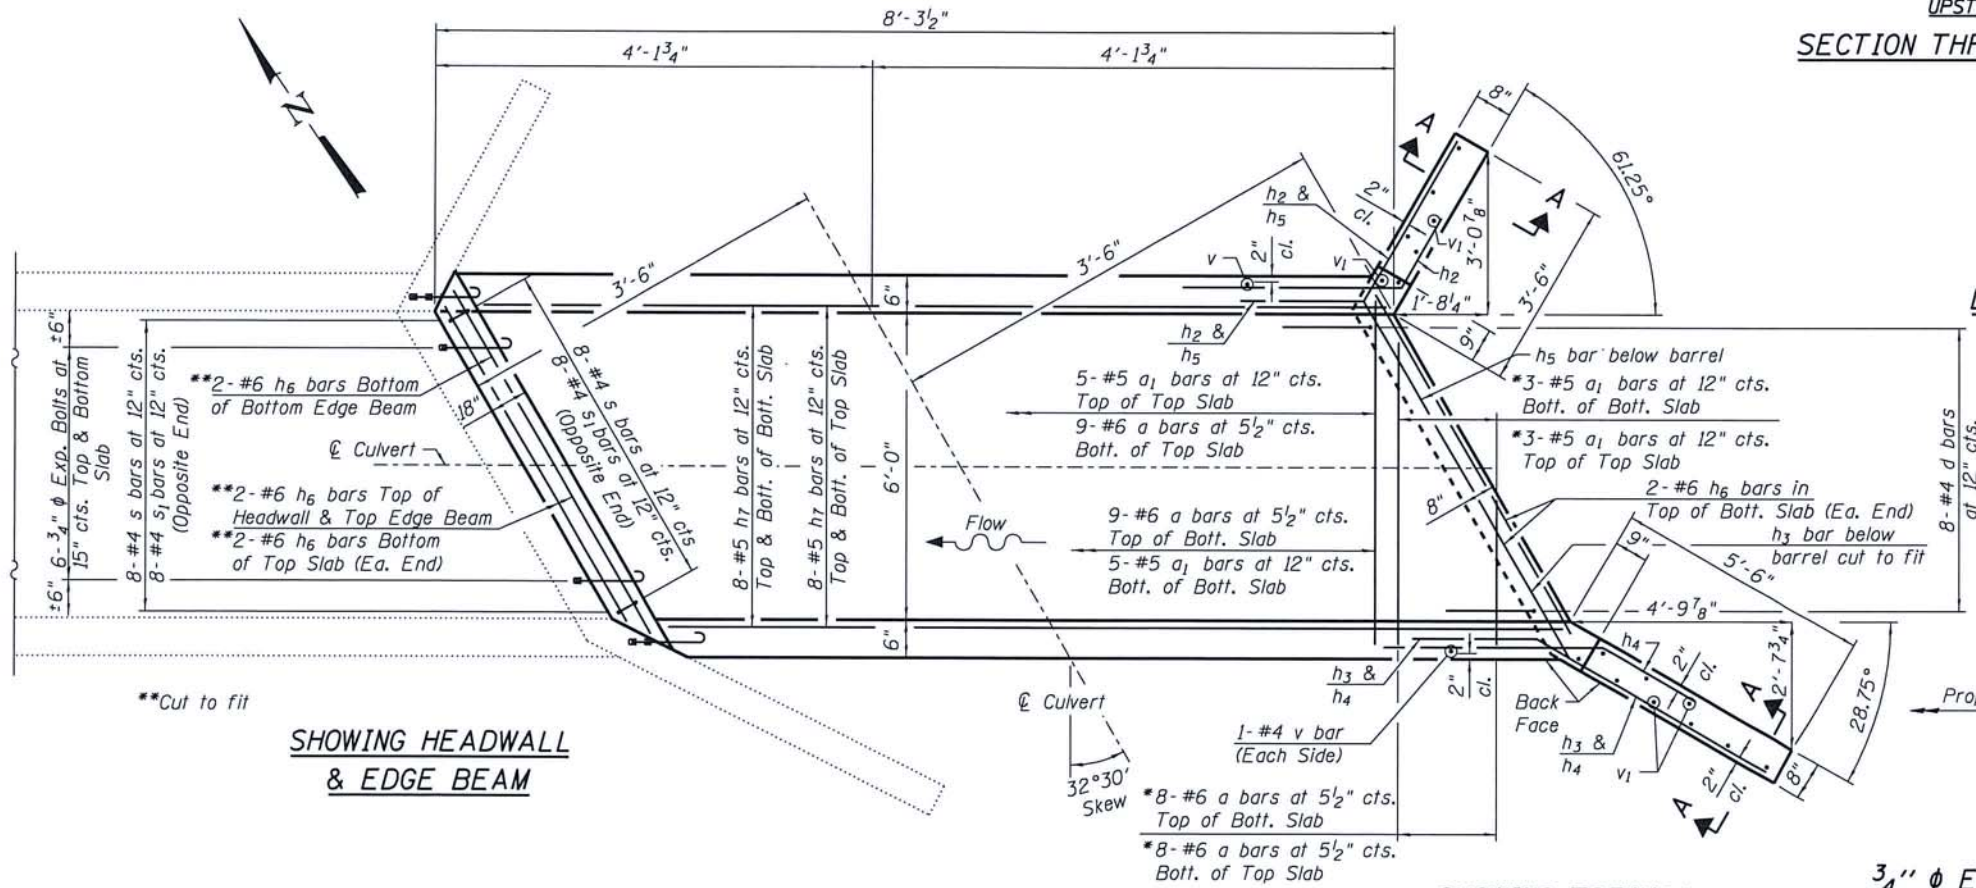 UPST
SECTION THR
8'-3½"
4'-1¾"
4'-1¾"
N
8"
A
A
61.25°
2"
cl.
h2 &
h5
v1
3'-0⅞"
h2
3'-6"
3'-6"
3'-6"
v
2"
cl.
v1
1'-8¼"
9"
6"
h2 &
h5
h5 bar below barrel
*3- #5 a1 bars at 12" cts.
Bott. of Bott. Slab
*3- #5 a1 bars at 12" cts.
Top of Top Slab
5- #5 a1 bars at 12" cts.
Top of Top Slab
9- #6 a bars at 5½" cts.
Bott. of Top Slab
±6"
6-¾" φ Exp. Bolts at
15" cts. Top & Bottom
Slab
±6"
8- #4 s bars at 12" cts.
8- #4 s1 bars at 12" cts.
(Opposite End)
**2- #6 h6 bars Bottom
of Bottom Edge Beam
18"
℄ Culvert
**2- #6 h6 bars Top of
Headwall & Top Edge Beam
**2- #6 h6 bars Bottom
of Top Slab (Ea. End)
8- #4 s bars at 12" cts
8- #4 s1 bars at 12" cts.
(Opposite End)
8- #5 h7 bars at 12" cts.
Top & Bott. of Bott. Slab
8- #5 h7 bars at 12" cts.
Top & Bott. of Top Slab
6'-0"
6"
Flow
9- #6 a bars at 5½" cts.
Top of Bott. Slab
5- #5 a1 bars at 12" cts.
Bott. of Bott. Slab
8"
2- #6 h6 bars in
Top of Bott. Slab (Ea. End)
h3 bar below
barrel cut to fit
8- #4 d bars
at 12" cts.
9"
5'-6"
4'-9⅞"
h4
2"
cl.
2'-7¾"
A
28.75°
h3 &
h4
2"
cl.
Back
Face
h3 &
h4
v1
2"
cl.
8"
A
1- #4 v bar
(Each Side)
℄ Culvert
32°30'
Skew
*8- #6 a bars at 5½" cts.
Top of Bott. Slab
*8- #6 a bars at 5½" cts.
Bott. of Top Slab
**Cut to fit
SHOWING HEADWALL
& EDGE BEAM
¾" φ E